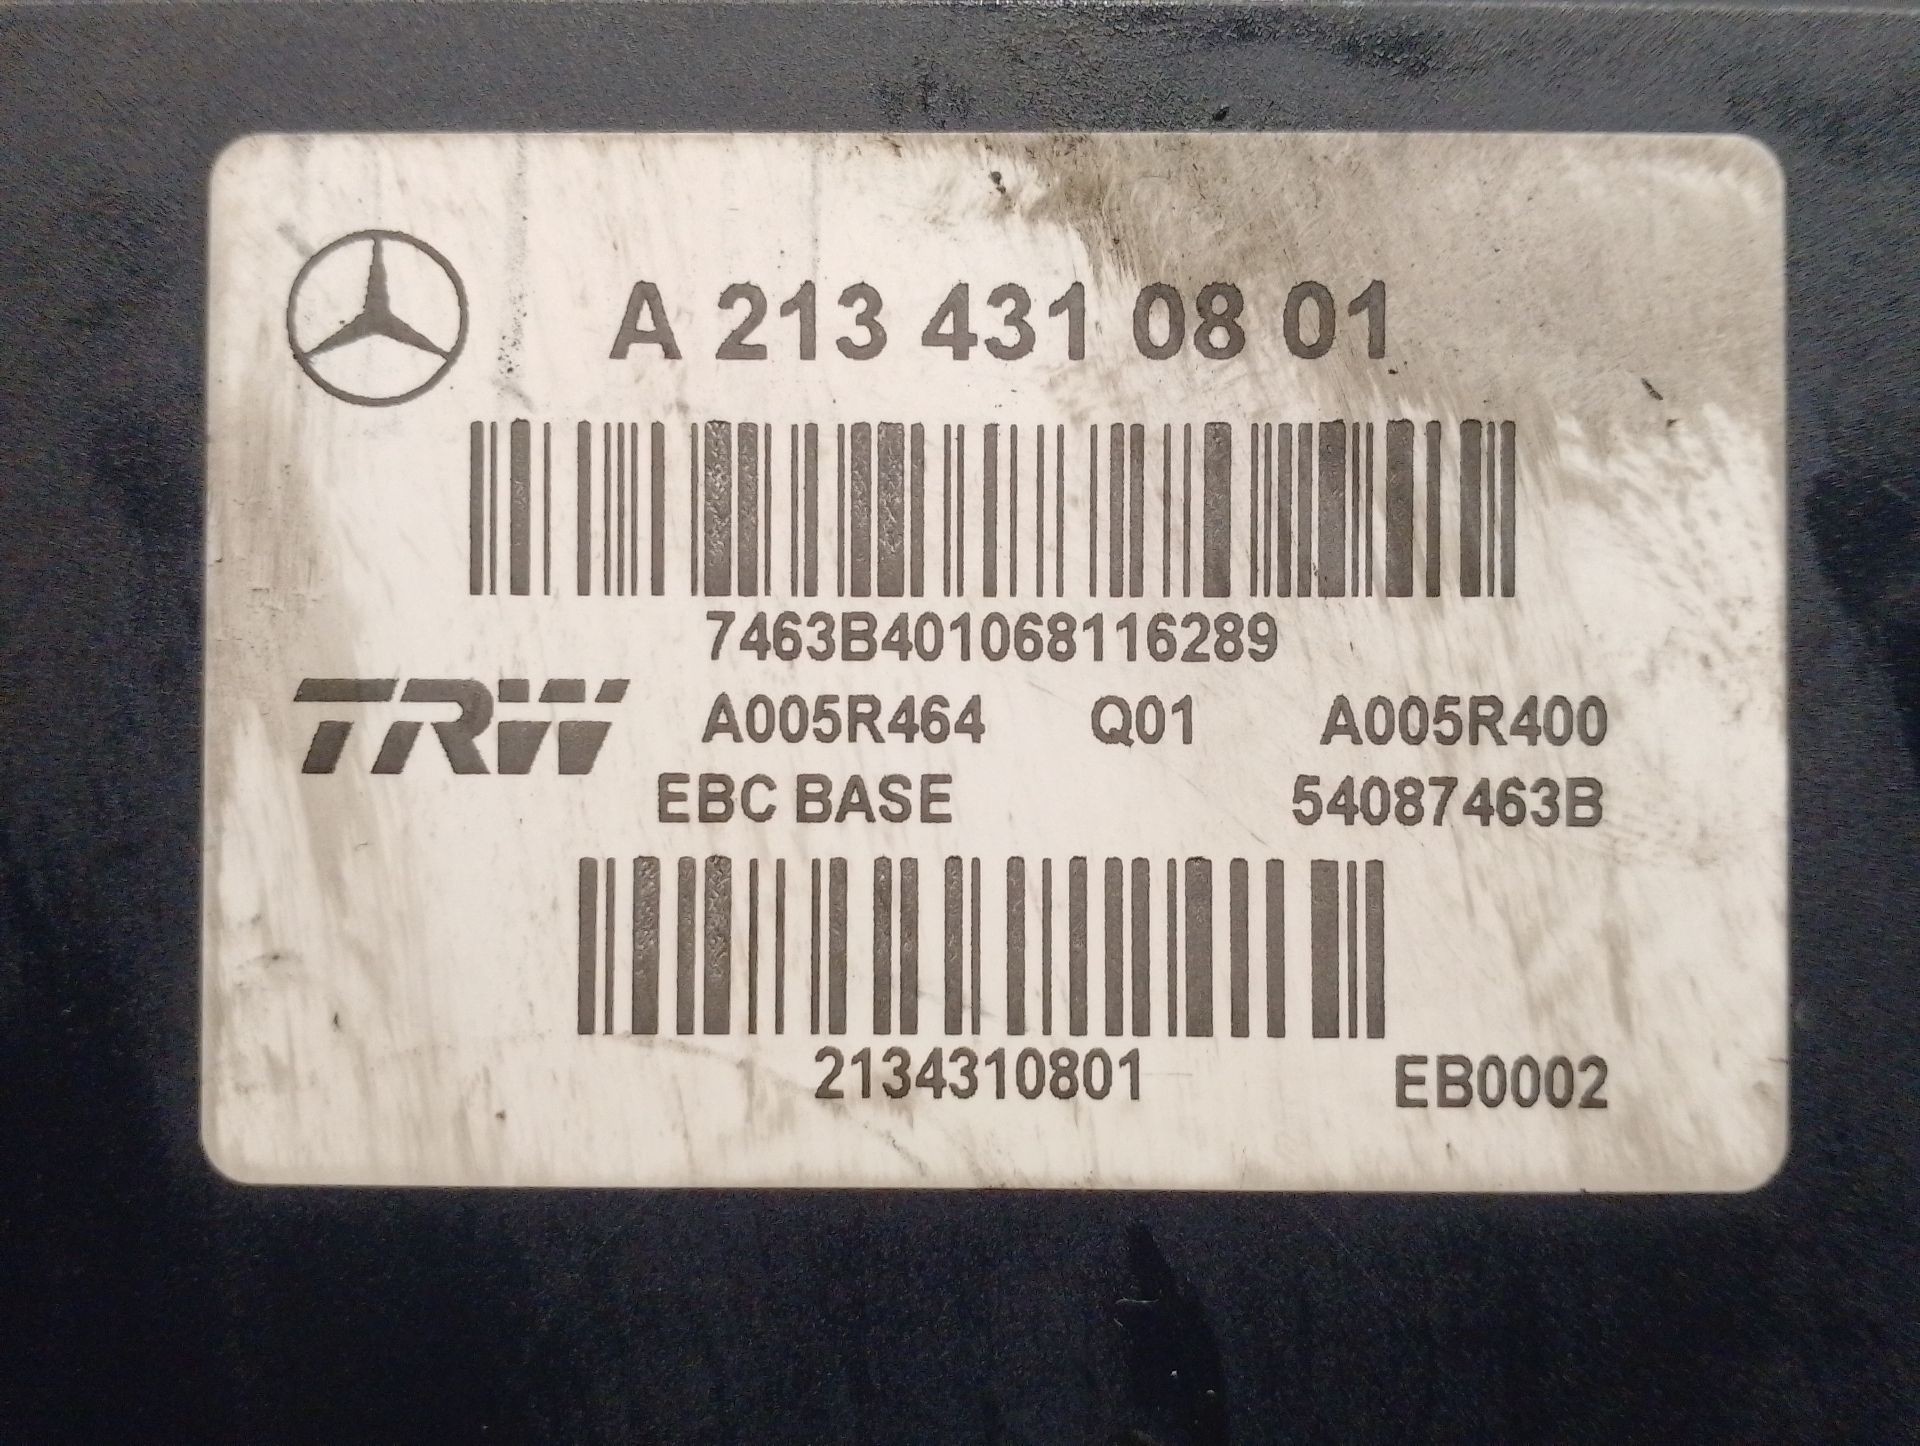 A 213 431 08 01
7463B401068116289
TRW A005R464 Q01 A005R400
EBC BASE 54087463B
2134310801 EB0002